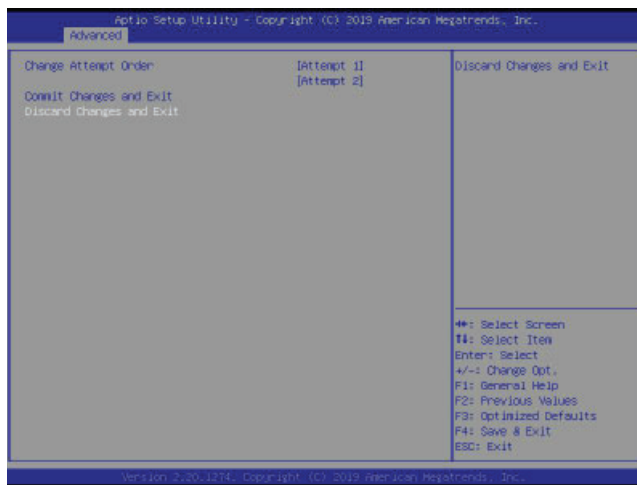 Aptio Setup Utility - Copyright (C) 2019 American Megatrends, Inc.
Advanced
Change Attempt Order [Attempt 1]
[Attempt 2]
Commit Changes and Exit
Discard Changes and Exit
Discard Changes and Exit
→←: Select Screen
↑↓: Select Item
Enter: Select
+/-: Change Opt.
F1: General Help
F2: Previous Values
F3: Optimized Defaults
F4: Save & Exit
ESC: Exit
Version 2.20.1274. Copyright (C) 2019 American Megatrends, Inc.